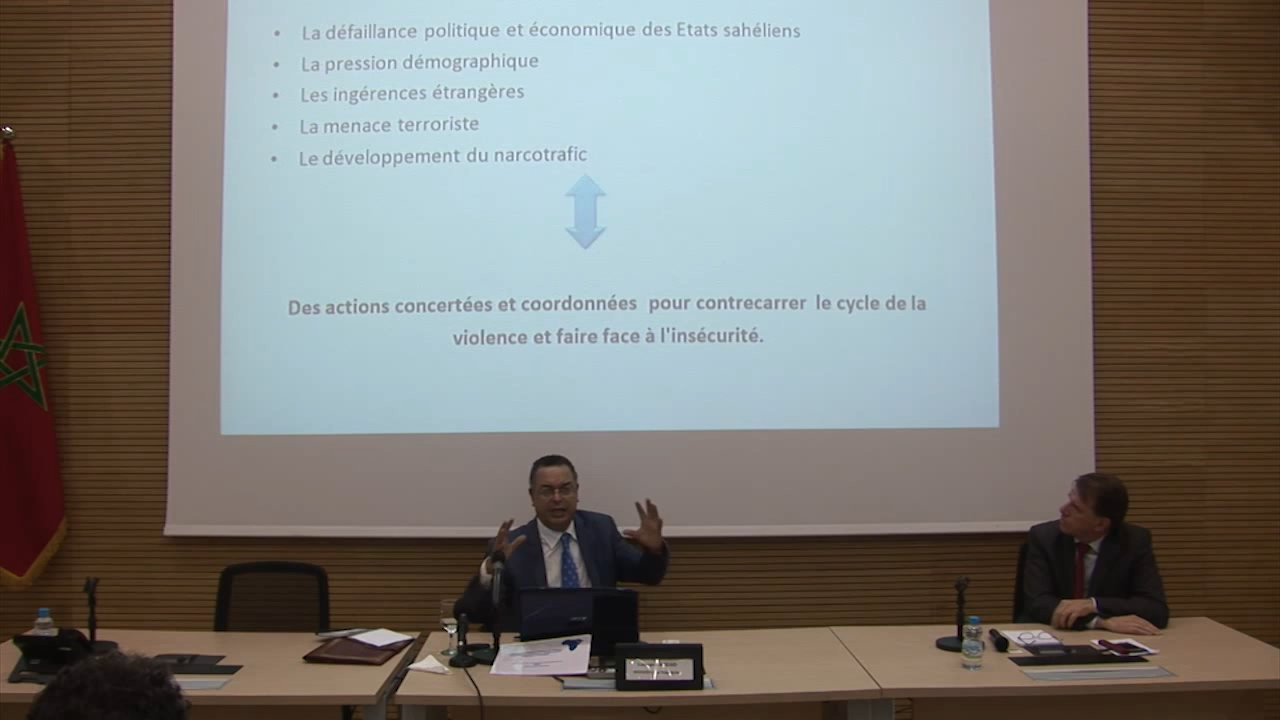 • La défaillance politique et économique des Etats sahéliens
• La pression démographique
• Les ingérences étrangères
• La menace terroriste
• Le développement du narcotrafic
Des actions concertées et coordonnées pour contrecarrer le cycle de la
violence et faire face à l'insécurité.